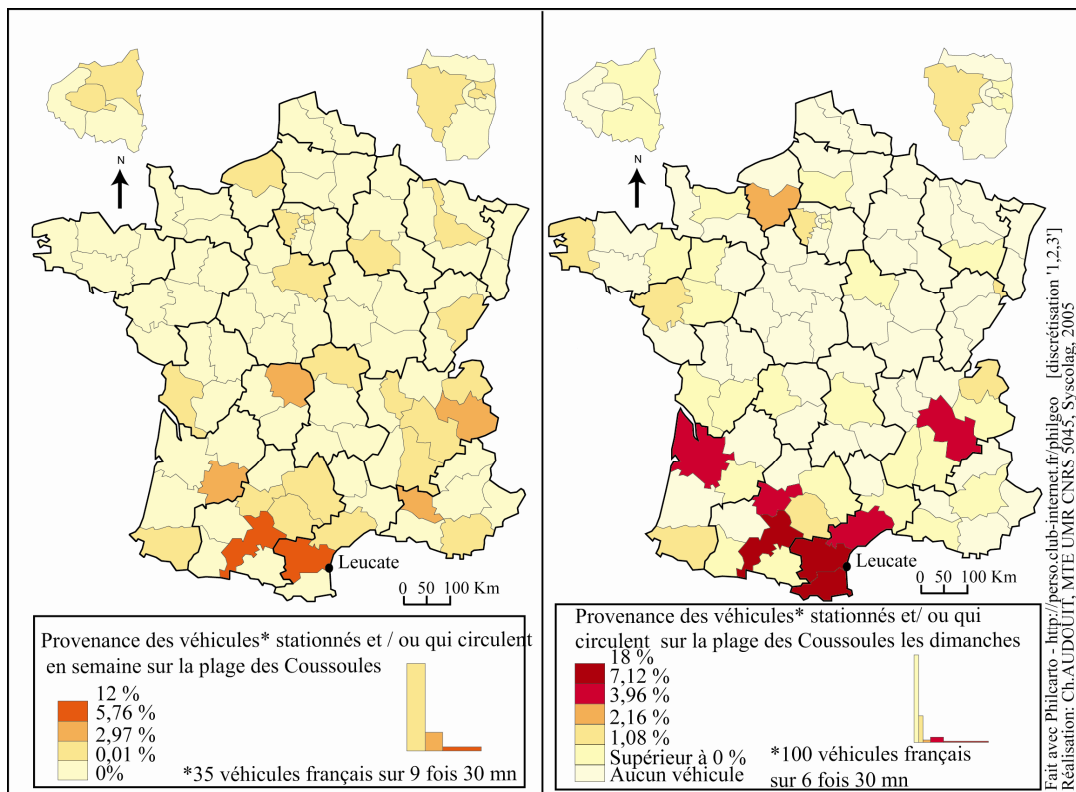 N
Leucate
0 50 100 Km
Provenance des véhicules* stationnés et / ou qui circulent
en semaine sur la plage des Coussoules
12 %
5,76 %
2,97 %
0,01 %
0%
*35 véhicules français sur 9 fois 30 mn
N
Leucate
0 50 100 Km
Provenance des véhicules* stationnés et/ ou qui
circulent sur la plage des Coussoules les dimanches
18 %
7,12 %
3,96 %
2,16 %
1,08 %
Supérieur à 0 %
Aucun véhicule
*100 véhicules français
sur 6 fois 30 mn
Fait avec Philcarto - http://perso.club-internet.fr/philgeo [discrétisation '1,2,3']
Réalisation: Ch.AUDOUIT, MTE UMR CNRS 5045, Syscolag, 2005